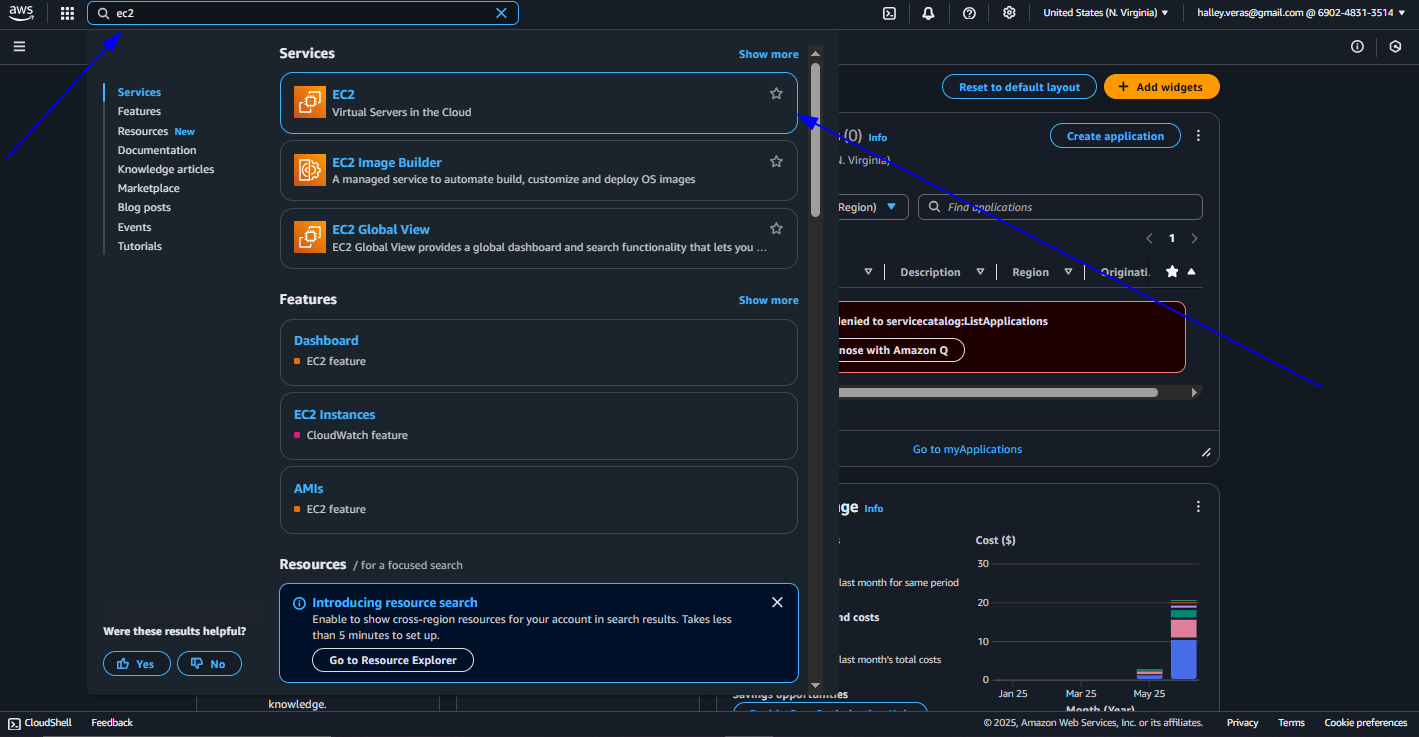 aws
ec2
United States (N. Virginia)
halley.veras@gmail.com @ 6902-4831-3514
Services
Features
Resources New
Documentation
Knowledge articles
Marketplace
Blog posts
Events
Tutorials
Were these results helpful?
Yes
No
Services
Show more
EC2
Virtual Servers in the Cloud
EC2 Image Builder
A managed service to automate build, customize and deploy OS images
EC2 Global View
EC2 Global View provides a global dashboard and search functionality that lets you ...
Features
Show more
Dashboard
EC2 feature
EC2 Instances
CloudWatch feature
AMIs
EC2 feature
Resources / for a focused search
Introducing resource search
Enable to show cross-region resources for your account in search results. Takes less
than 5 minutes to set up.
Go to Resource Explorer
Reset to default layout
Add widgets
(0) Info
Create application
N. Virginia)
Region)
Find applications
1
Description
Region
Originati.
denied to servicecatalog:ListApplications
nose with Amazon Q
Go to myApplications
ge Info
Cost ($)
30
20
10
0
Jan 25
Mar 25
May 25
Month (Year)
last month for same period
nd costs
last month's total costs
Savings opportunities
knowledge.
CloudShell
Feedback
© 2025, Amazon Web Services, Inc. or its affiliates.
Privacy
Terms
Cookie preferences